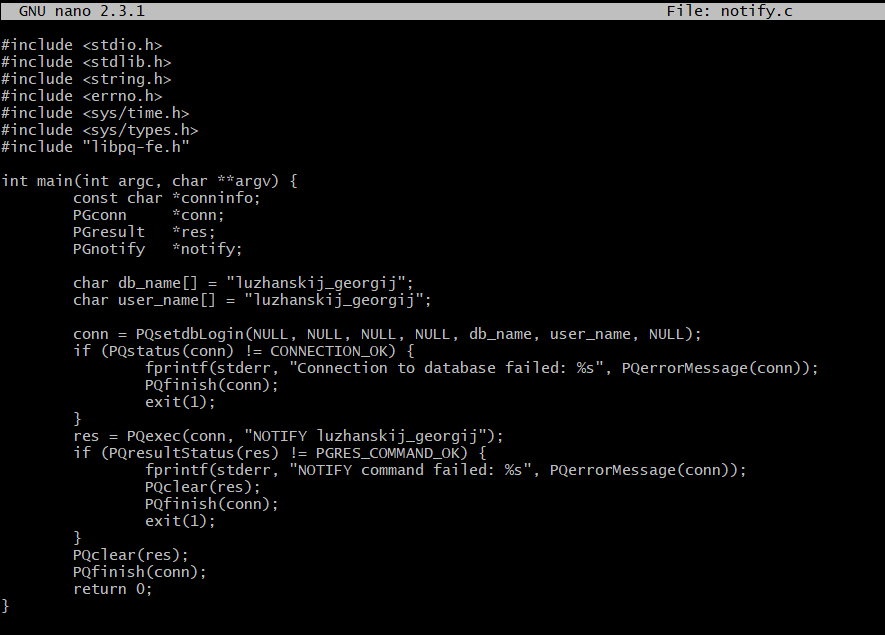 GNU nano 2.3.1 File: notify.c
#include <stdio.h>
#include <stdlib.h>
#include <string.h>
#include <errno.h>
#include <sys/time.h>
#include <sys/types.h>
#include "libpq-fe.h"
int main(int argc, char **argv) {
        const char *conninfo;
        PGconn     *conn;
        PGresult   *res;
        PGnotify   *notify;
        char db_name[] = "luzhanskij_georgij";
        char user_name[] = "luzhanskij_georgij";
        conn = PQsetdbLogin(NULL, NULL, NULL, NULL, db_name, user_name, NULL);
        if (PQstatus(conn) != CONNECTION_OK) {
                fprintf(stderr, "Connection to database failed: %s", PQerrorMessage(conn));
                PQfinish(conn);
                exit(1);
        }
        res = PQexec(conn, "NOTIFY luzhanskij_georgij");
        if (PQresultStatus(res) != PGRES_COMMAND_OK) {
                fprintf(stderr, "NOTIFY command failed: %s", PQerrorMessage(conn));
                PQclear(res);
                PQfinish(conn);
                exit(1);
        }
        PQclear(res);
        PQfinish(conn);
        return 0;
}